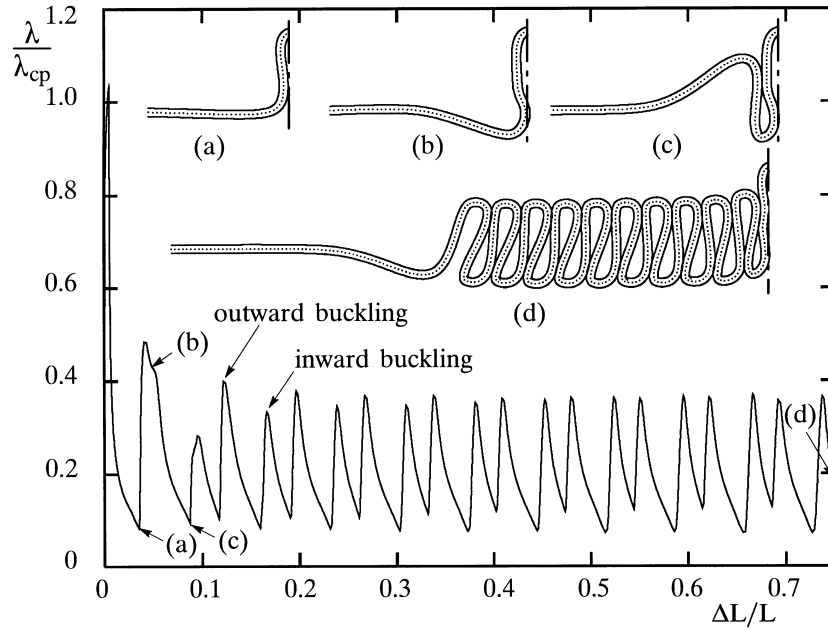 λ
λcp
1.2
1.0
0.8
0.6
0.4
0.2
0
(a)
(b)
(c)
(d)
outward buckling
inward buckling
(b)
(a)
(c)
(d)
0 0.1 0.2 0.3 0.4 0.5 0.6 0.7
ΔL/L